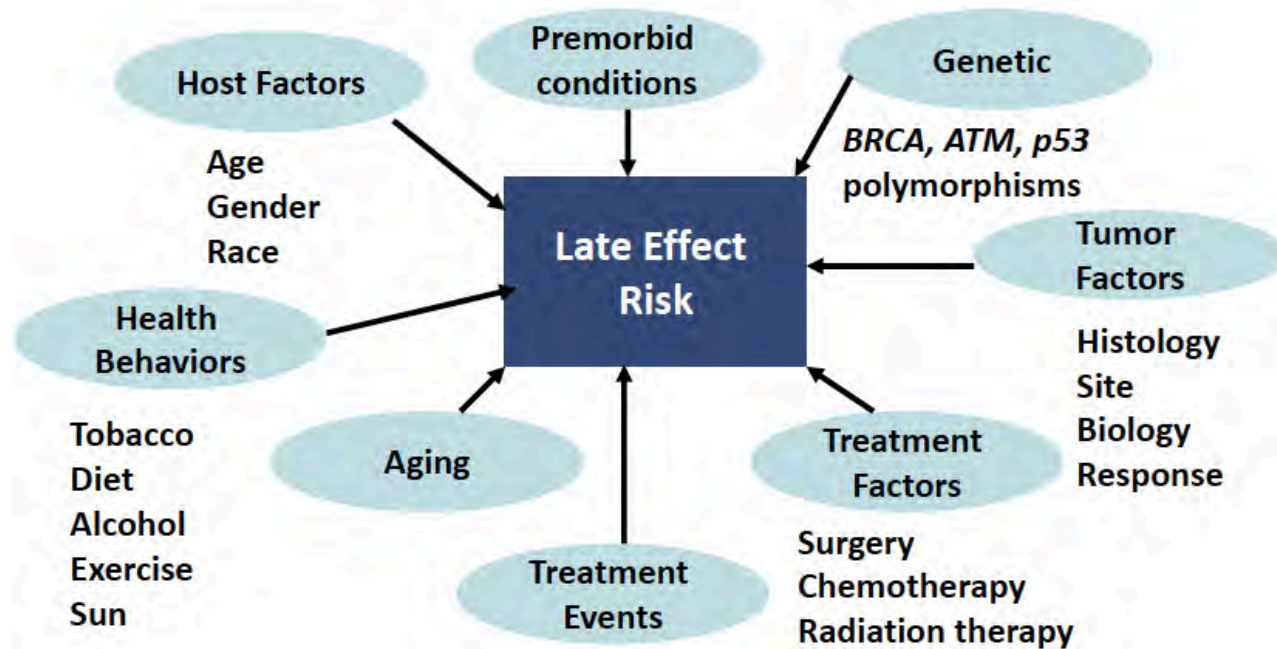 Premorbid
conditions
Host Factors
Age
Gender
Race
Genetic
BRCA, ATM, p53
polymorphisms
Late Effect
Risk
Tumor
Factors
Histology
Site
Biology
Response
Health
Behaviors
Tobacco
Diet
Alcohol
Exercise
Sun
Aging
Treatment
Events
Treatment
Factors
Surgery
Chemotherapy
Radiation therapy